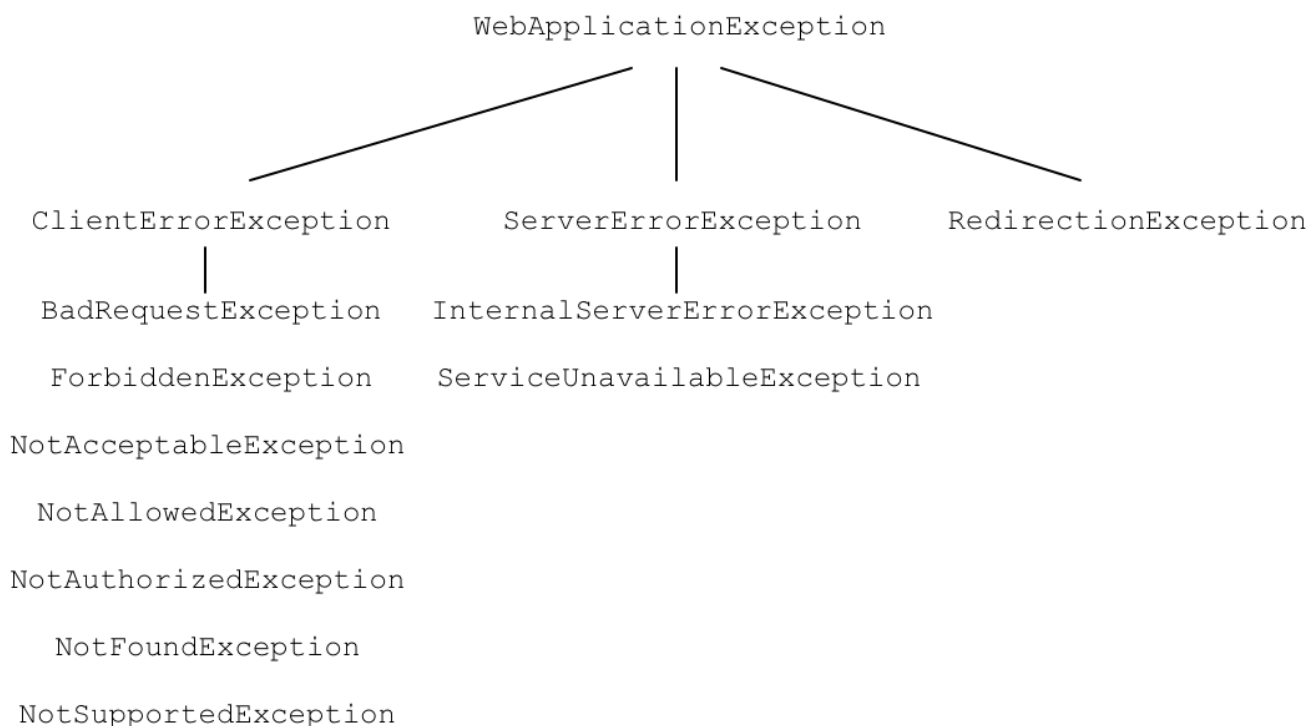 WebApplicationException
ClientErrorException ServerErrorException RedirectionException
BadRequestException InternalServerErrorException
ForbiddenException ServiceUnavailableException
NotAcceptableException
NotAllowedException
NotAuthorizedException
NotFoundException
NotSupportedException